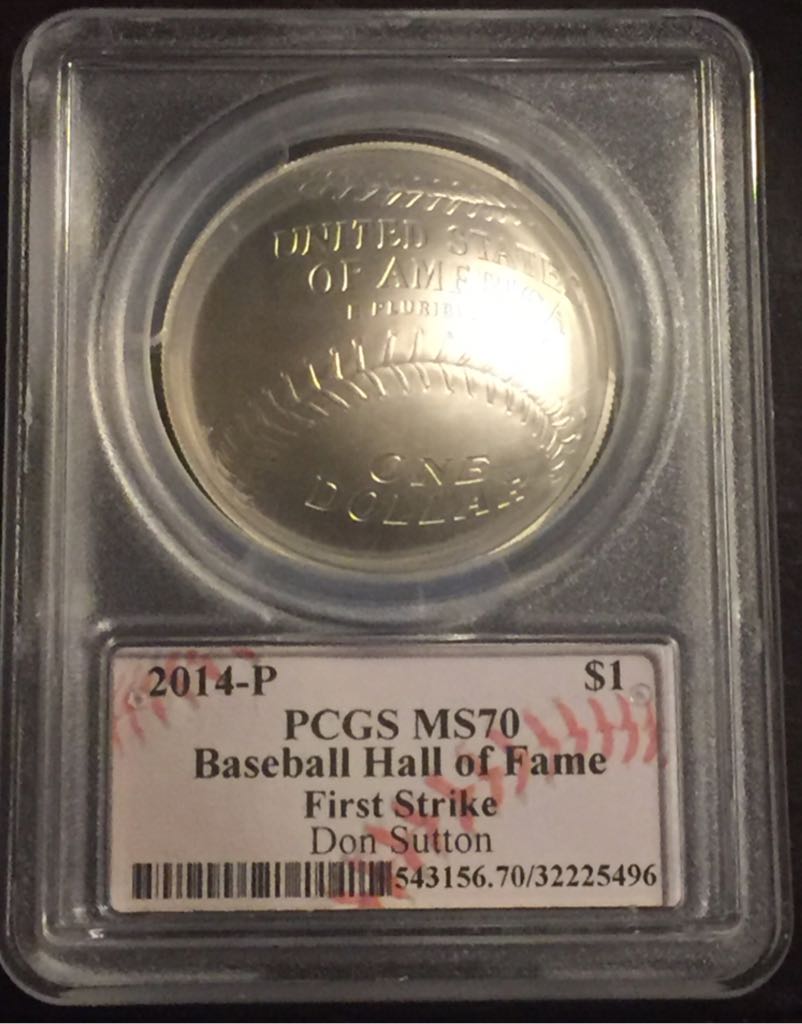 UNITED STATES
OF AMERICA
E PLURIBUS
ONE
DOLLAR
2014-P $1
PCGS MS70
Baseball Hall of Fame
First Strike
Don Sutton
543156.70/32225496